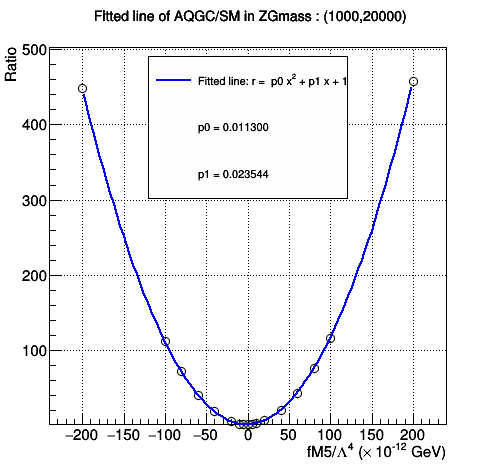 FItted line of AQGC/SM in ZGmass : (1000,20000)
Ratio
500
400
300
200
100
Fitted line: r = p0 x² + p1 x + 1
p0 = 0.011300
p1 = 0.023544
−200 −150 −100 −50 0 50 100 150 200
fM5/Λ⁴ (× 10⁻¹² GeV)